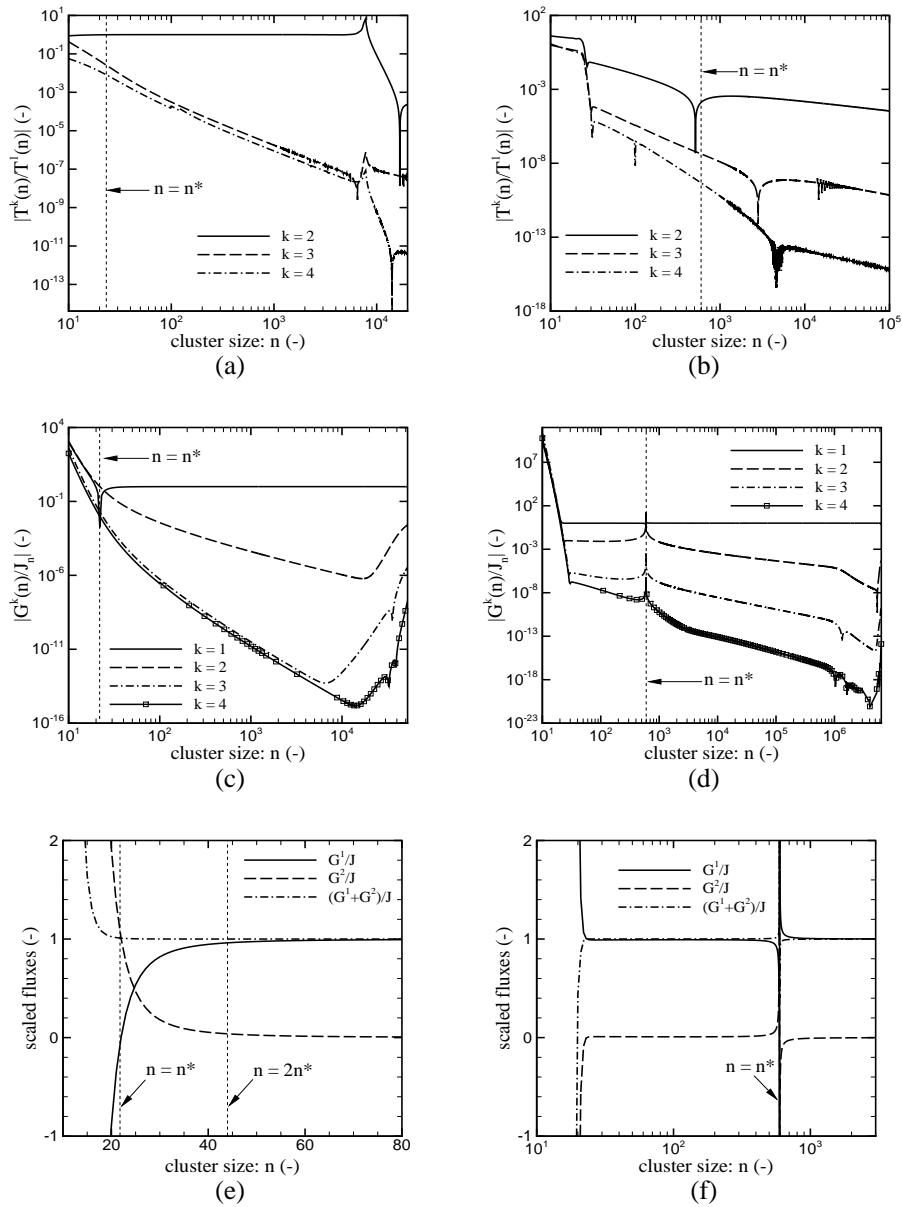 |T^k(n)/T^1(n)| (-)
10^1
10^-1
10^-3
10^-5
10^-7
10^-9
10^-11
10^-13
n = n*
k = 2
k = 3
k = 4
10^1
10^2
10^3
10^4
cluster size: n (-)
(a)
|T^k(n)/T^1(n)| (-)
10^2
10^-3
10^-8
10^-13
10^-18
n = n*
k = 2
k = 3
k = 4
10^1
10^2
10^3
10^4
10^5
cluster size: n (-)
(b)
|G^k(n)/J_n| (-)
10^4
10^-1
10^-6
10^-11
10^-16
n = n*
k = 1
k = 2
k = 3
k = 4
10^1
10^2
10^3
10^4
cluster size: n (-)
(c)
|G^k(n)/J_n| (-)
10^7
10^2
10^-3
10^-8
10^-13
10^-18
10^-23
k = 1
k = 2
k = 3
k = 4
n = n*
10^1
10^2
10^3
10^4
10^5
10^6
cluster size: n (-)
(d)
scaled fluxes (-)
2
1
0
-1
G^1/J
G^2/J
(G^1+G^2)/J
n = n*
n = 2n*
20
40
60
80
cluster size: n (-)
(e)
scaled fluxes (-)
2
1
0
-1
G^1/J
G^2/J
(G^1+G^2)/J
n = n*
10^1
10^2
10^3
cluster size: n (-)
(f)